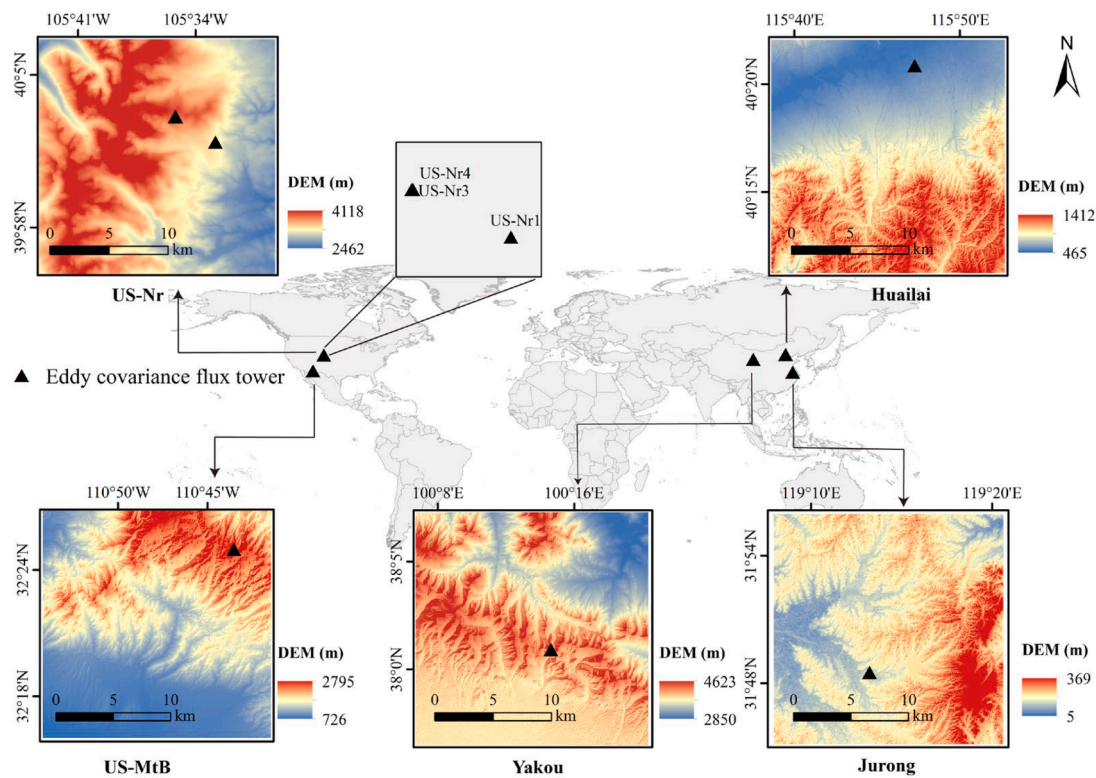 105°41'W 105°34'W
40°5'N
39°58'N
DEM (m)
4118
2462
0 5 10
km
US-Nr
US-Nr4
US-Nr3
US-Nr1
115°40'E 115°50'E
40°20'N
40°15'N
N
DEM (m)
1412
465
0 5 10
km
Huailai
Eddy covariance flux tower
110°50'W 110°45'W
32°24'N
32°18'N
DEM (m)
2795
726
0 5 10
km
US-MtB
100°8'E 100°16'E
38°5'N
38°0'N
DEM (m)
4623
2850
0 5 10
km
Yakou
119°10'E 119°20'E
31°54'N
31°48'N
DEM (m)
369
5
0 5 10
km
Jurong